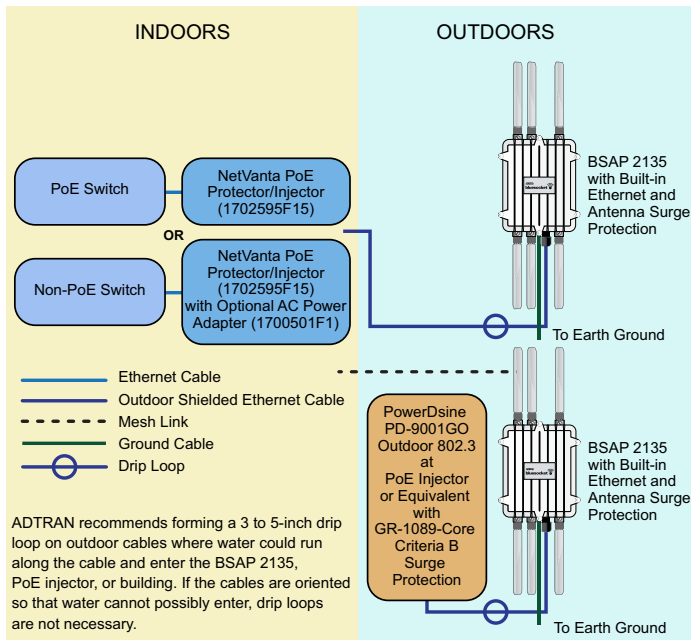 INDOORS
OUTDOORS
PoE Switch
NetVanta PoE
Protector/Injector
(1702595F15)
OR
Non-PoE Switch
NetVanta PoE
Protector/Injector
(1702595F15)
with Optional AC Power
Adapter (1700501F1)
bluesocket
BSAP 2135
with Built-in
Ethernet and
Antenna Surge
Protection
To Earth Ground
Ethernet Cable
Outdoor Shielded Ethernet Cable
Mesh Link
Ground Cable
Drip Loop
PowerDsine
PD-9001GO
Outdoor 802.3
at
PoE Injector
or Equivalent
with
GR-1089-Core
Criteria B
Surge
Protection
bluesocket
BSAP 2135
with Built-in
Ethernet and
Antenna Surge
Protection
To Earth Ground
ADTRAN recommends forming a 3 to 5-inch drip
loop on outdoor cables where water could run
along the cable and enter the BSAP 2135,
PoE injector, or building. If the cables are oriented
so that water cannot possibly enter, drip loops
are not necessary.